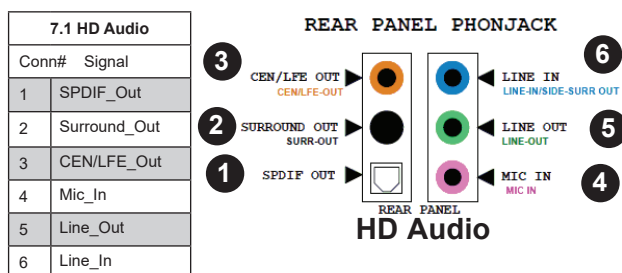 7.1 HD Audio
Conn# Signal
1 SPDIF_Out
2 Surround_Out
3 CEN/LFE_Out
4 Mic_In
5 Line_Out
6 Line_In
REAR PANEL PHONJACK
3
CEN/LFE OUT
CEN/LFE-OUT
2
SURROUND OUT
SURR-OUT
1
SPDIF OUT
6
LINE IN
LINE-IN/SIDE-SURR OUT
LINE OUT
LINE-OUT
5
MIC IN
MIC IN
4
REAR PANEL
HD Audio